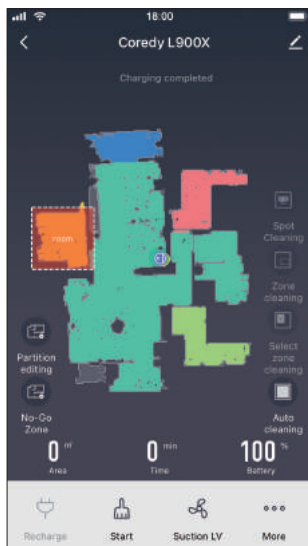 18:00
Coredy L900X
Charging completed
room
Spot
Cleaning
Zone
cleaning
Select
zone
cleaning
Auto
cleaning
Partition
editing
No-Go
Zone
0 ㎡
Area
0 min
Time
100 %
Battery
Recharge
Start
Suction LV
More